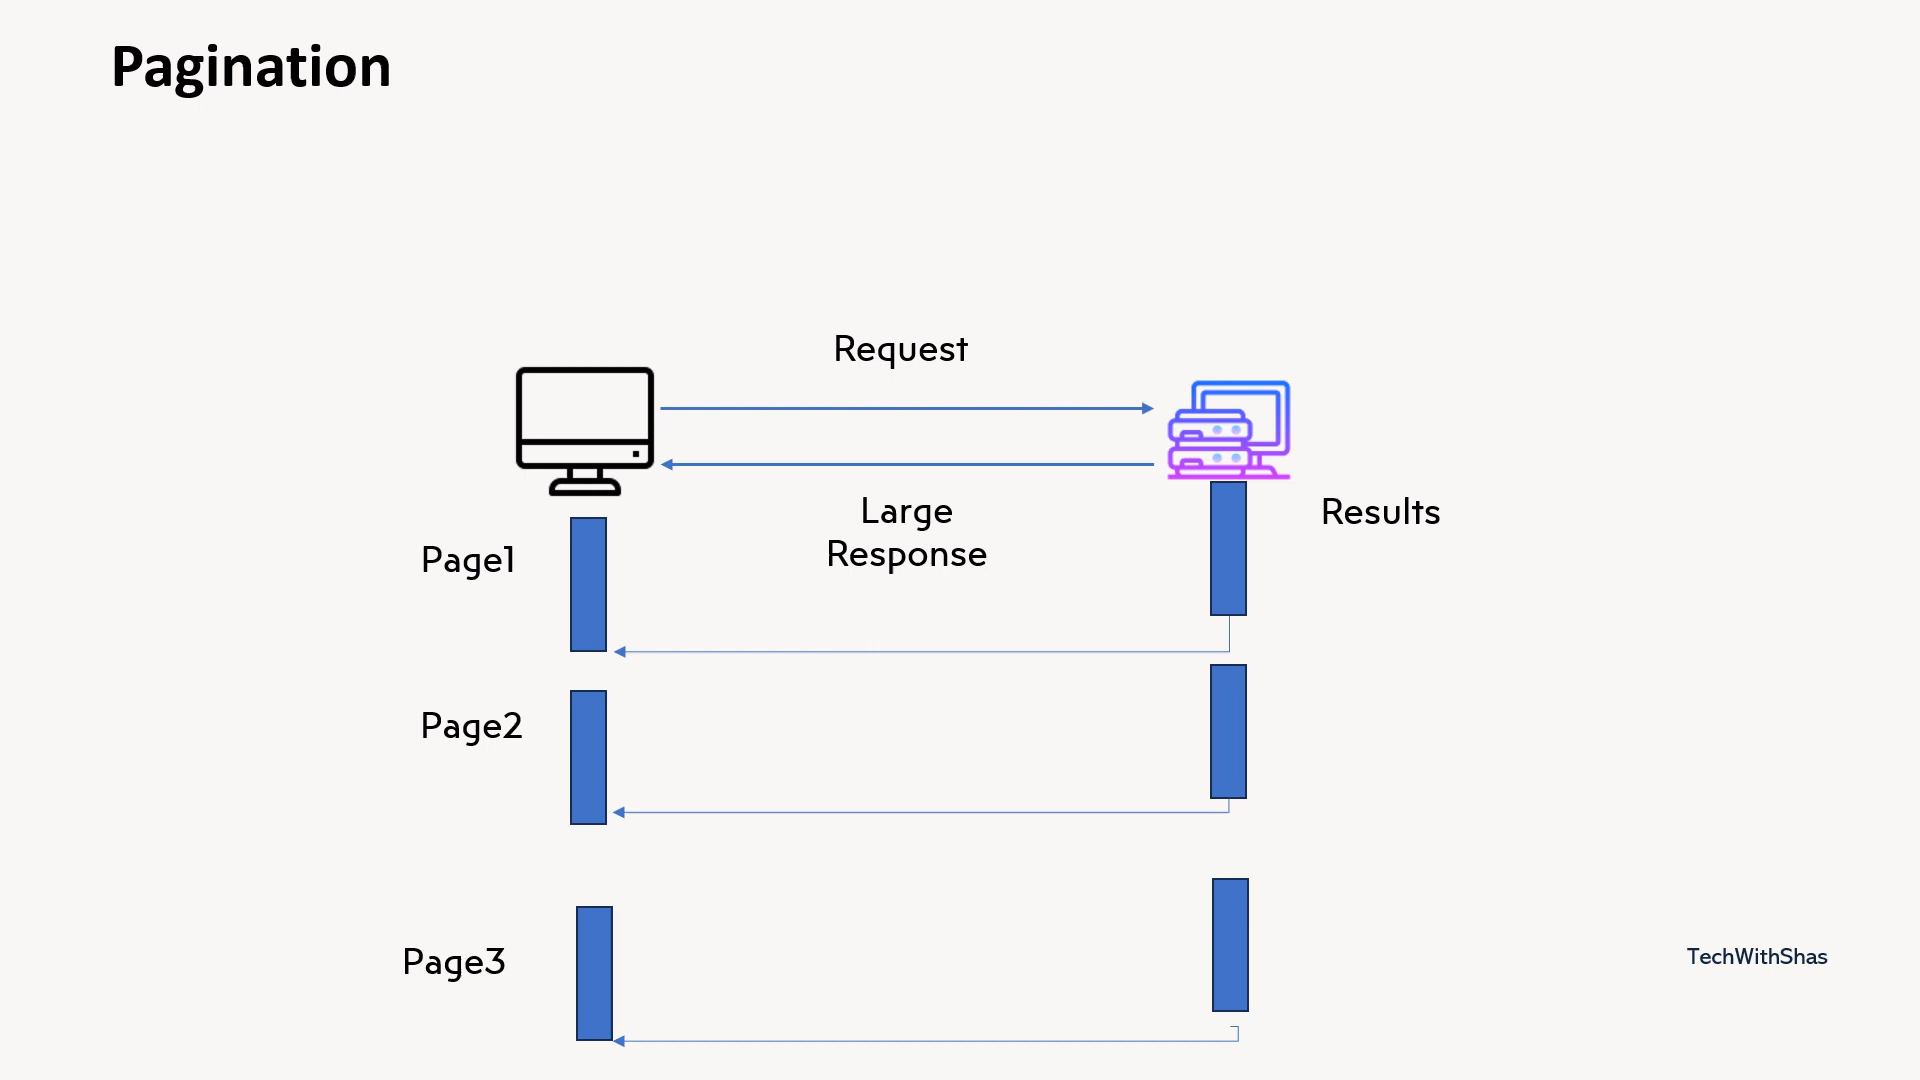 Pagination
Request
Large
Response
Results
Page1
Page2
Page3
TechWithShas